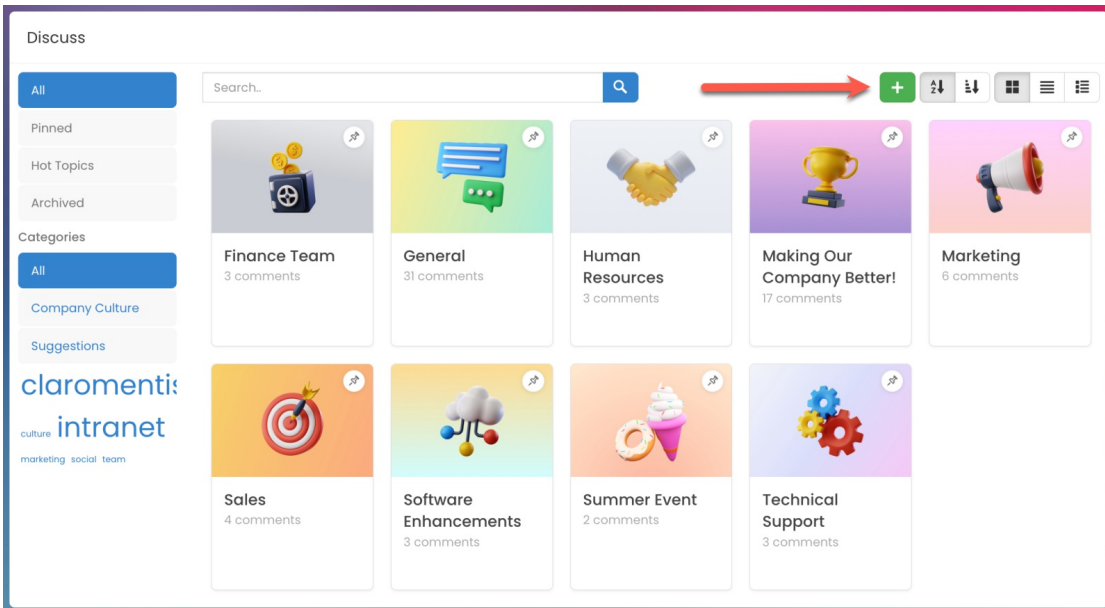 Discuss
All
Search..
Pinned
Hot Topics
Archived
Categories
All
Company Culture
Suggestions
culture intranet
marketing social team
Finance Team
3 comments
General
31 comments
Human
Resources
3 comments
Making Our
Company Better!
17 comments
Marketing
6 comments
Sales
4 comments
Software
Enhancements
3 comments
Summer Event
2 comments
Technical
Support
3 comments